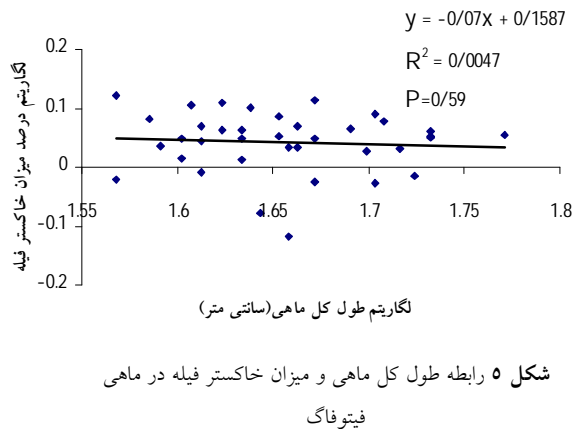 y = -0/07x + 0/1587
R² = 0/0047
P=0/59
لگاریتم درصد میزان خاکستر فیله
0.2
0.1
0
-0.1
-0.2
1.55
1.6
1.65
1.7
1.75
1.8
لگاریتم طول کل ماهی(سانتی متر)
شکل ٥ رابطه طول کل ماهی و میزان خاکستر فیله در ماهی
فیتوفاگ